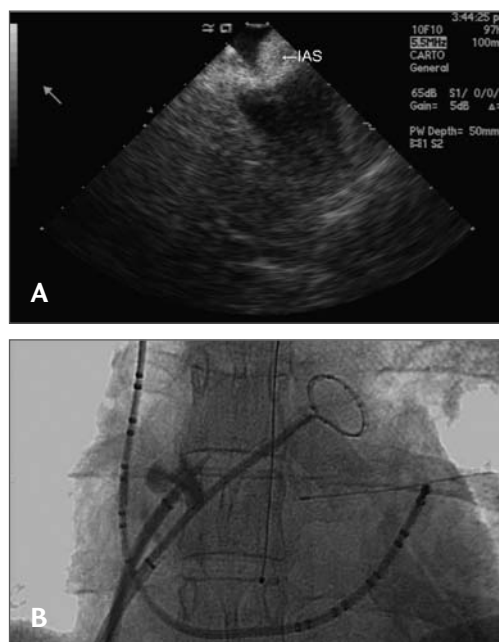 3:44:25 p
10F10 97h
5.5MHz 100m
CARTO
General
←IAS
65dB S1/ 0/0/
Gain= 5dB Δ=
PW Depth= 50mm
A
B